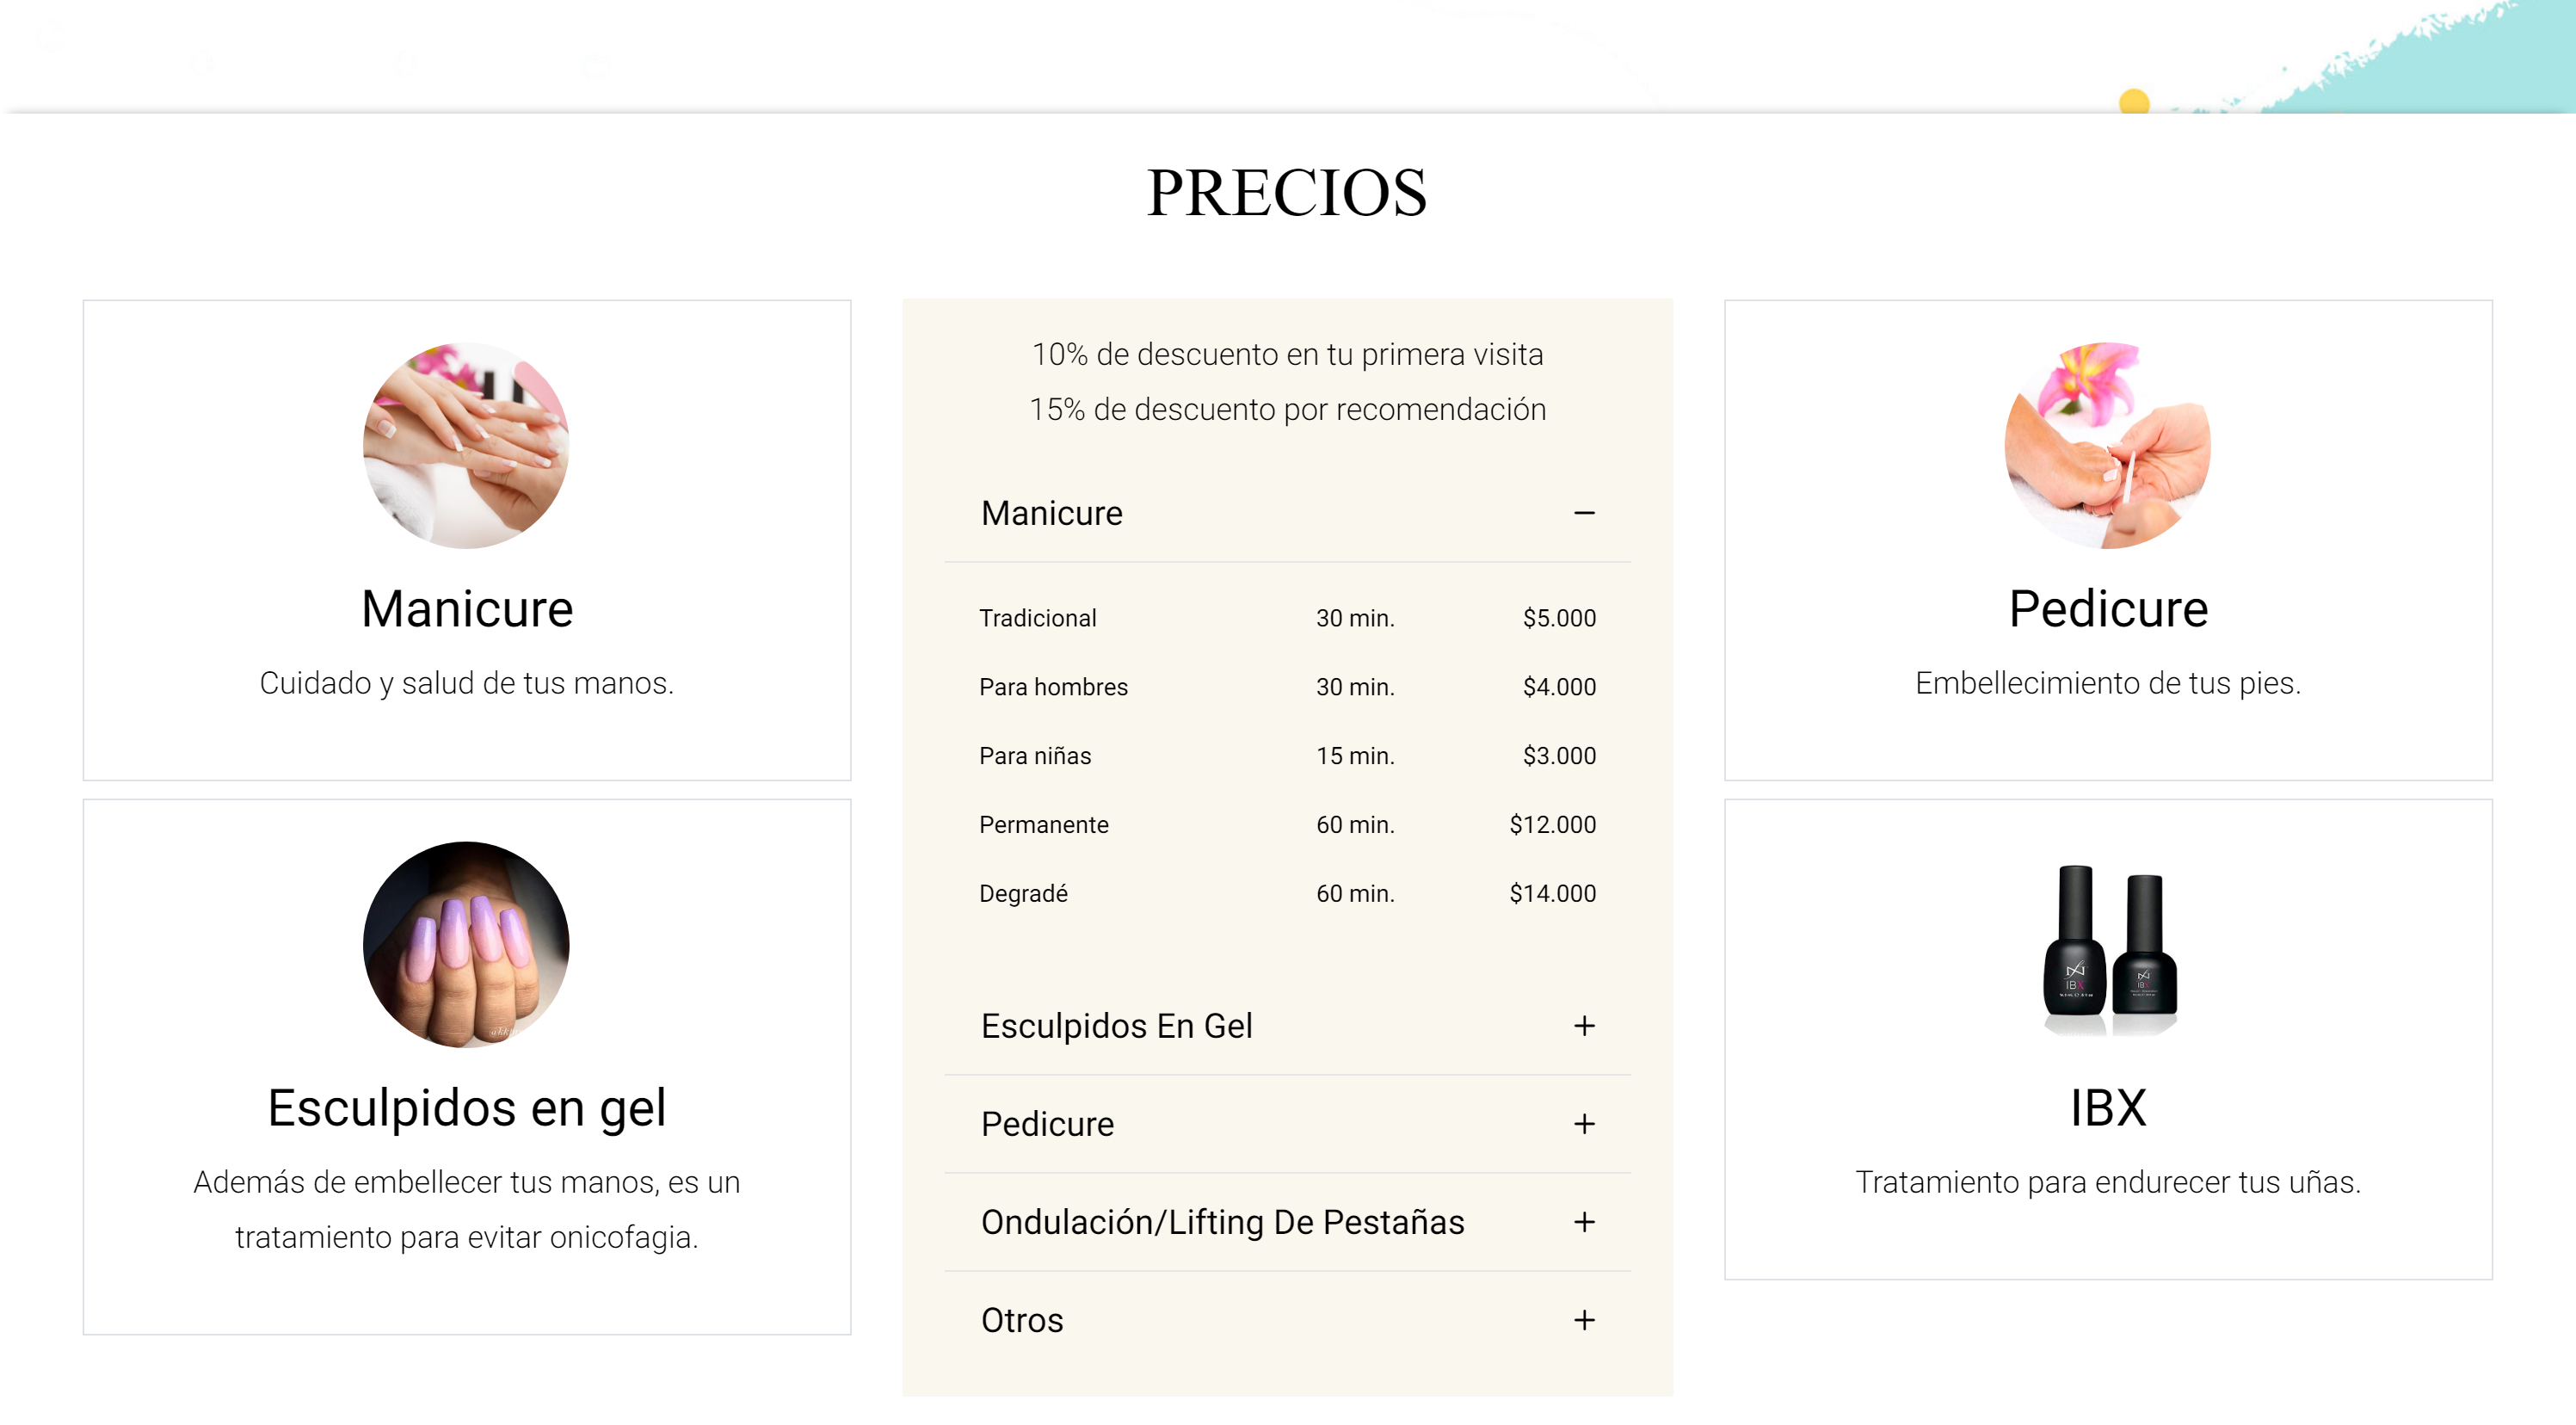 PRECIOS
Manicure
Cuidado y salud de tus manos.
Esculpidos en gel
Además de embellecer tus manos, es un
tratamiento para evitar onicofagia.
10% de descuento en tu primera visita
15% de descuento por recomendación
Manicure
Tradicional 30 min. $5.000
Para hombres 30 min. $4.000
Para niñas 15 min. $3.000
Permanente 60 min. $12.000
Degradé 60 min. $14.000
Esculpidos En Gel
Pedicure
Ondulación/Lifting De Pestañas
Otros
Pedicure
Embellecimiento de tus pies.
IBX
IBX
IBX
Tratamiento para endurecer tus uñas.